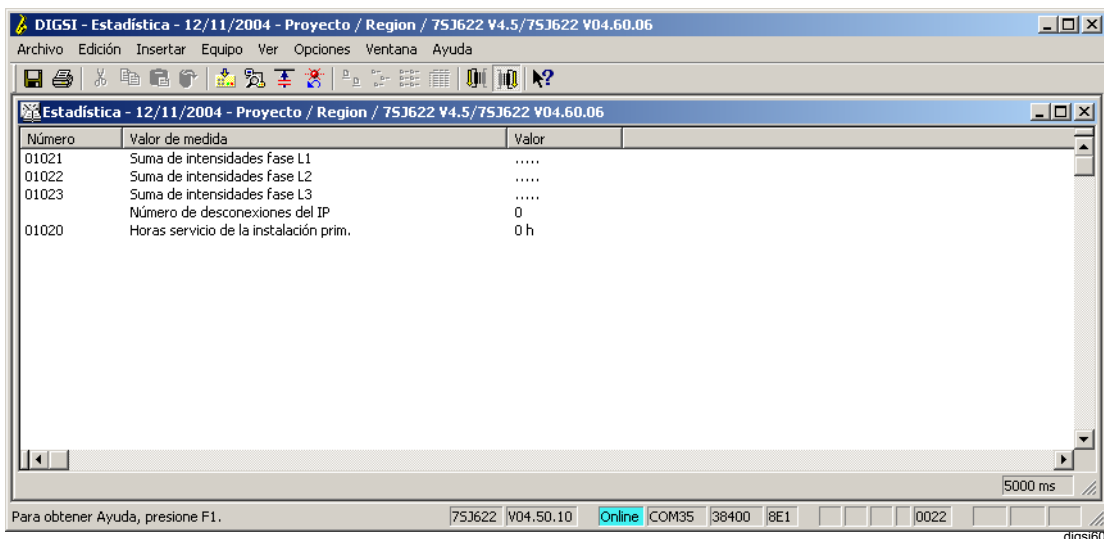 DIGSI - Estadística - 12/11/2004 - Proyecto / Region / 7SJ622 V4.5/7SJ622 V04.60.06
Archivo Edición Insertar Equipo Ver Opciones Ventana Ayuda
Estadística - 12/11/2004 - Proyecto / Region / 7SJ622 V4.5/7SJ622 V04.60.06
Número Valor de medida Valor
01021 Suma de intensidades fase L1 .....
01022 Suma de intensidades fase L2 .....
01023 Suma de intensidades fase L3 .....
Número de desconexiones del IP 0
01020 Horas servicio de la instalación prim. 0 h
5000 ms
Para obtener Ayuda, presione F1. 7SJ622 V04.50.10 Online COM35 38400 8E1 0022
digsi60